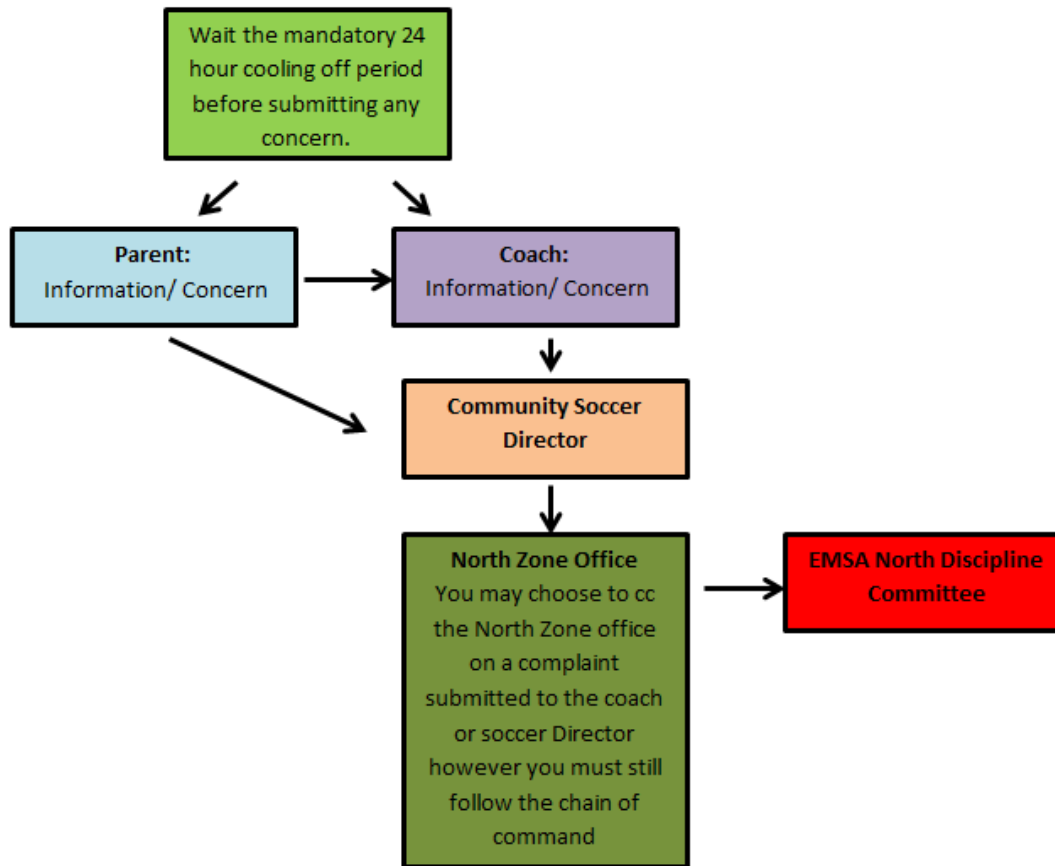 Wait the mandatory 24
hour cooling off period
before submitting any
concern.
Parent:
Information/ Concern
Coach:
Information/ Concern
Community Soccer
Director
North Zone Office
You may choose to cc
the North Zone office
on a complaint
submitted to the coach
or soccer Director
however you must still
follow the chain of
command
EMSA North Discipline
Committee